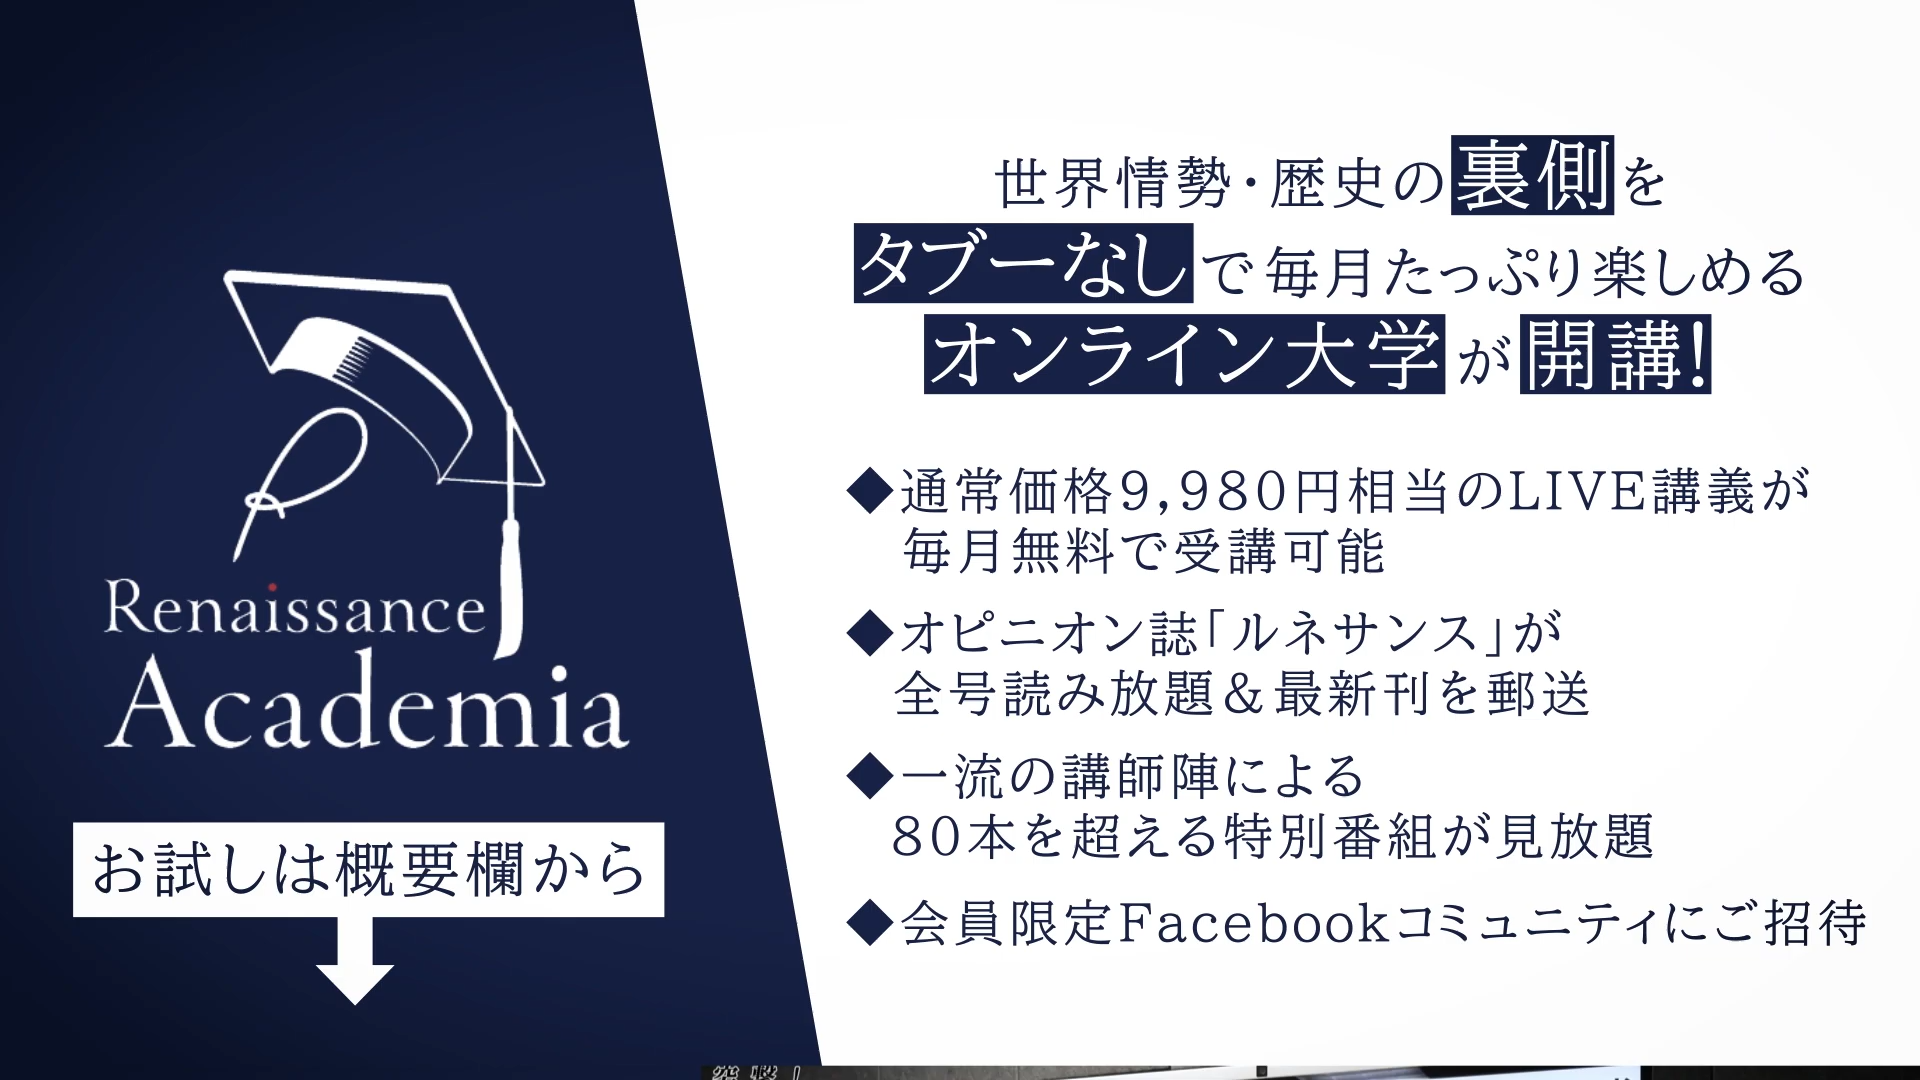 Renaissance
Academia
お試しは概要欄から
世界情勢・歴史の裏側を
タブーなしで毎月たっぷり楽しめる
オンライン大学が開講!
◆通常価格9,980円相当のLIVE講義が
毎月無料で受講可能
◆オピニオン誌「ルネサンス」が
全号読み放題&最新刊を郵送
◆一流の講師陣による
80本を超える特別番組が見放題
◆会員限定Facebookコミュニティにご招待